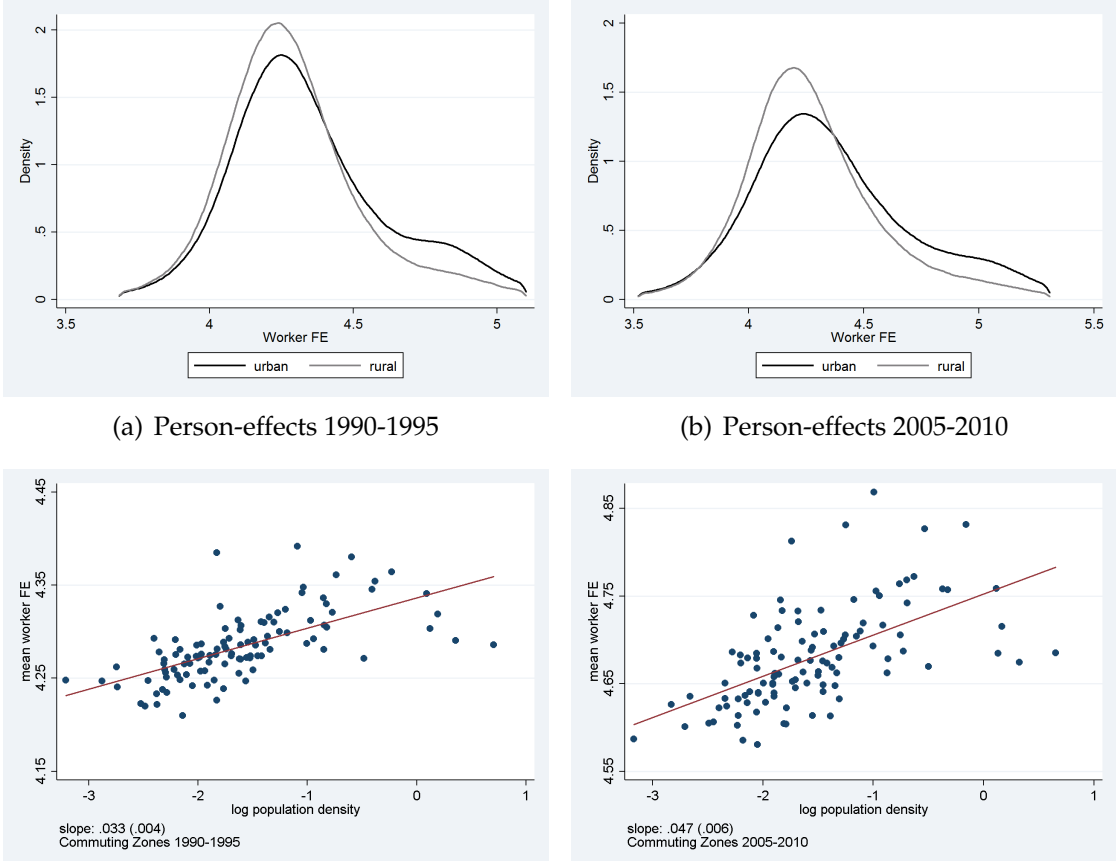 2
1.5
1
.5
0
Density
3.5 4 4.5 5
Worker FE
urban rural
(a) Person-effects 1990-1995
2
1.5
1
.5
0
Density
3.5 4 4.5 5 5.5
Worker FE
urban rural
(b) Person-effects 2005-2010
4.45
4.35
4.25
4.15
mean worker FE
-3 -2 -1 0 1
log population density
slope: .033 (.004)
Commuting Zones 1990-1995
4.85
4.75
4.65
4.55
mean worker FE
-3 -2 -1 0 1
log population density
slope: .047 (.006)
Commuting Zones 2005-2010